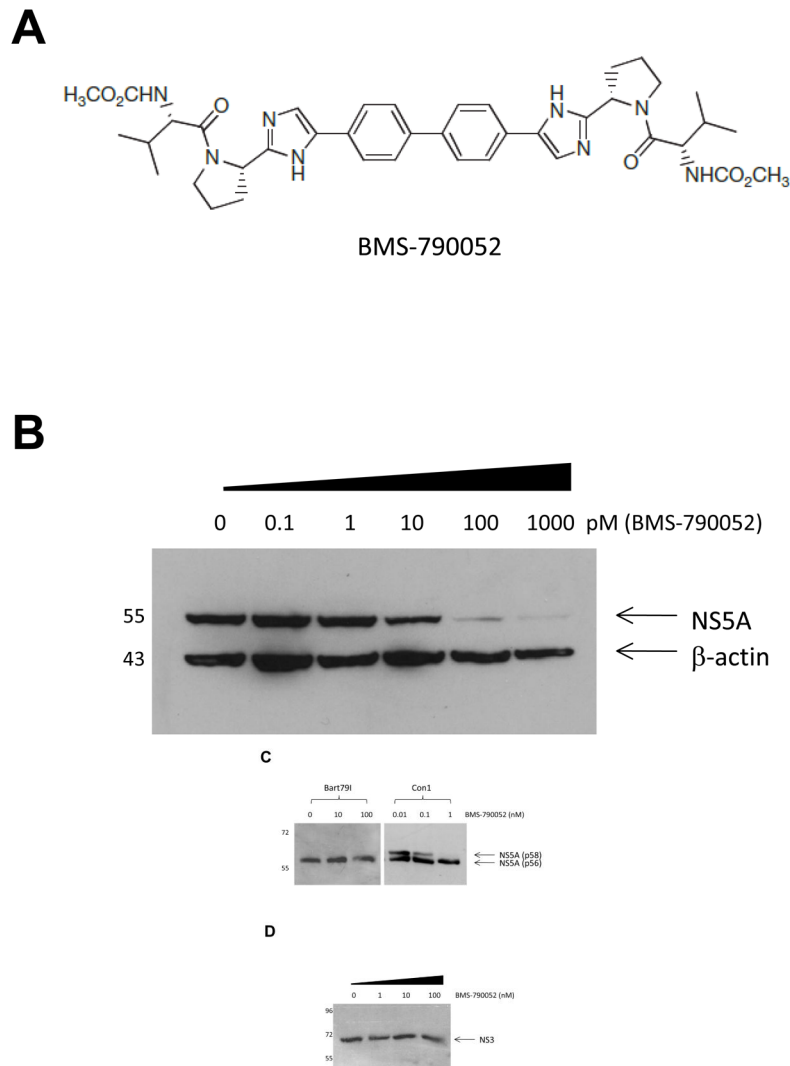 A
H₃CO₂CHN
O
N
N
N
H
H
N
N
N
O
NHCO₂CH₃
BMS-790052
B
0 0.1 1 10 100 1000 pM (BMS-790052)
55
NS5A
43
β-actin
C
Bart79I Con1
0 10 100 0.01 0.1 1 BMS-790052 (nM)
72
NS5A (p58)
NS5A (p56)
55
D
0 1 10 100 BMS-790052 (nM)
96
72
NS3
55